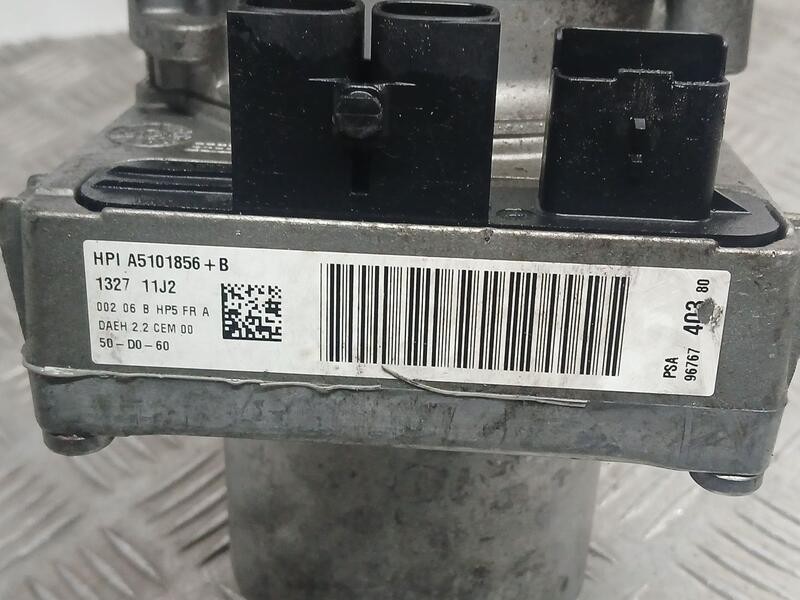 HPI A5101856+B
1327 11J2
002 06 B HP5 FR A
DAEH 2.2 CEM 00
50-D0-60
PSA
96767 403 80